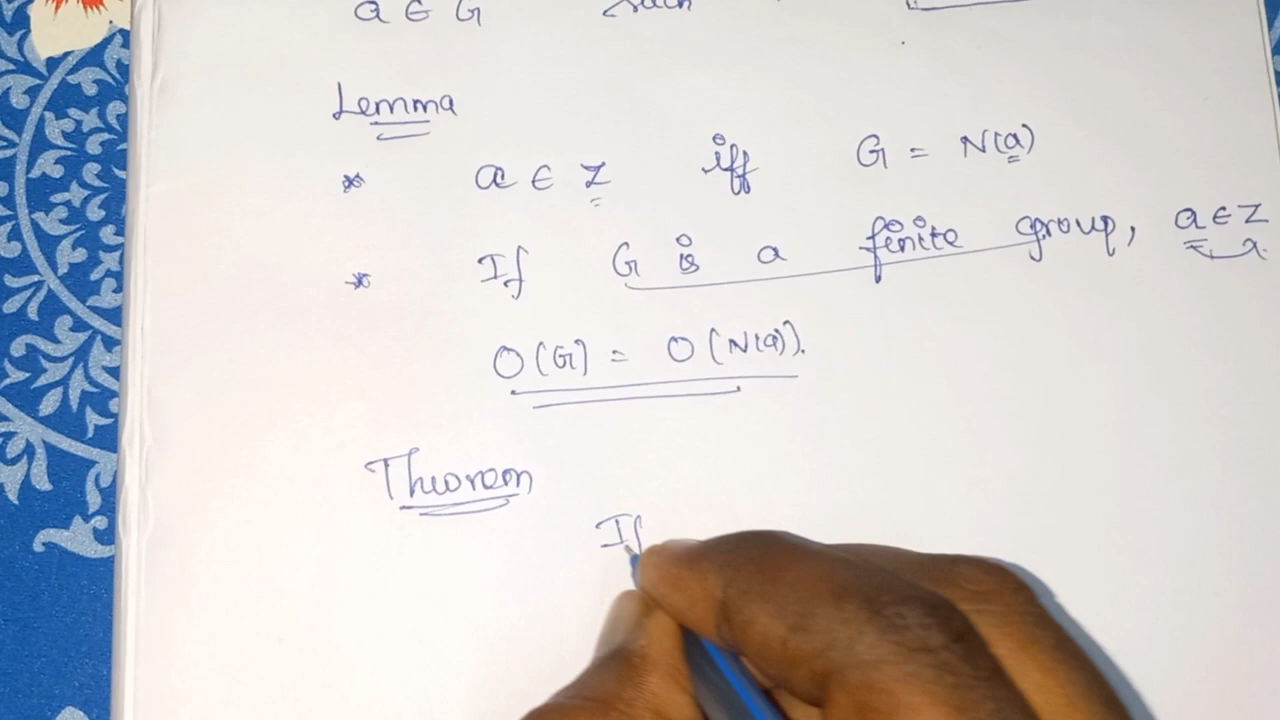 a ∈ G
Lemma
* a ∈ Z iff G = N(a)
* If G is a finite group, a ∈ Z
O(G) = O(N(a)).
Theorem
If